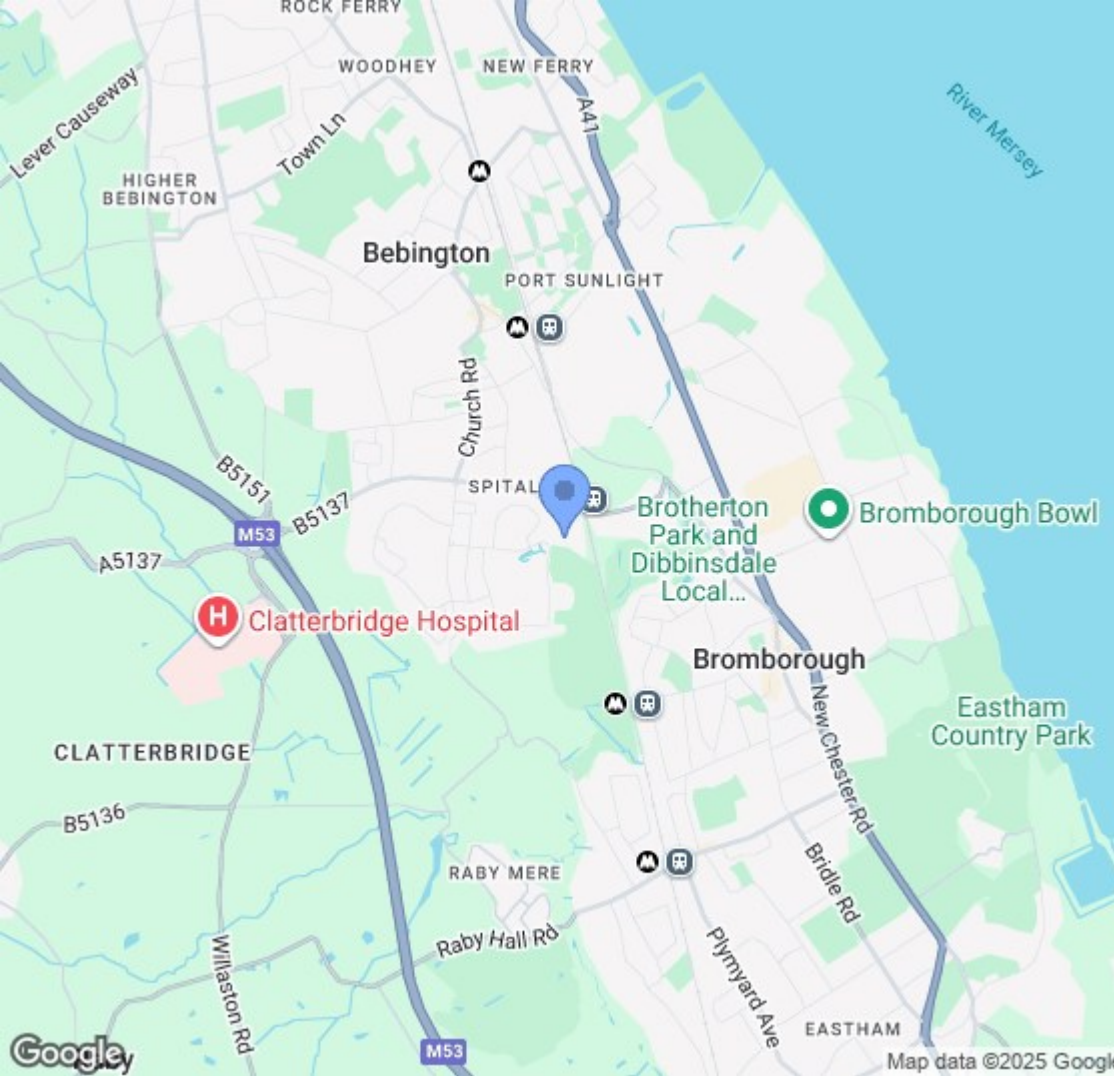 ROCK FERRY
WOODHEY
NEW FERRY
A41
River Mersey
Lever Causeway
Town Ln
HIGHER
BEBINGTON
Bebington
PORT SUNLIGHT
Church Rd
B5151
B5137
SPITAL
M53
A5137
Brotherton
Park and
Dibbinsdale
Local...
Bromborough Bowl
H
Clatterbridge Hospital
Bromborough
New Chester Rd
Eastham
Country Park
CLATTERBRIDGE
B5136
RABY MERE
Bridle Rd
Raby Hall Rd
Willaston Rd
Plymyard Ave
EASTHAM
M53
Google
Map data ©2025 Google